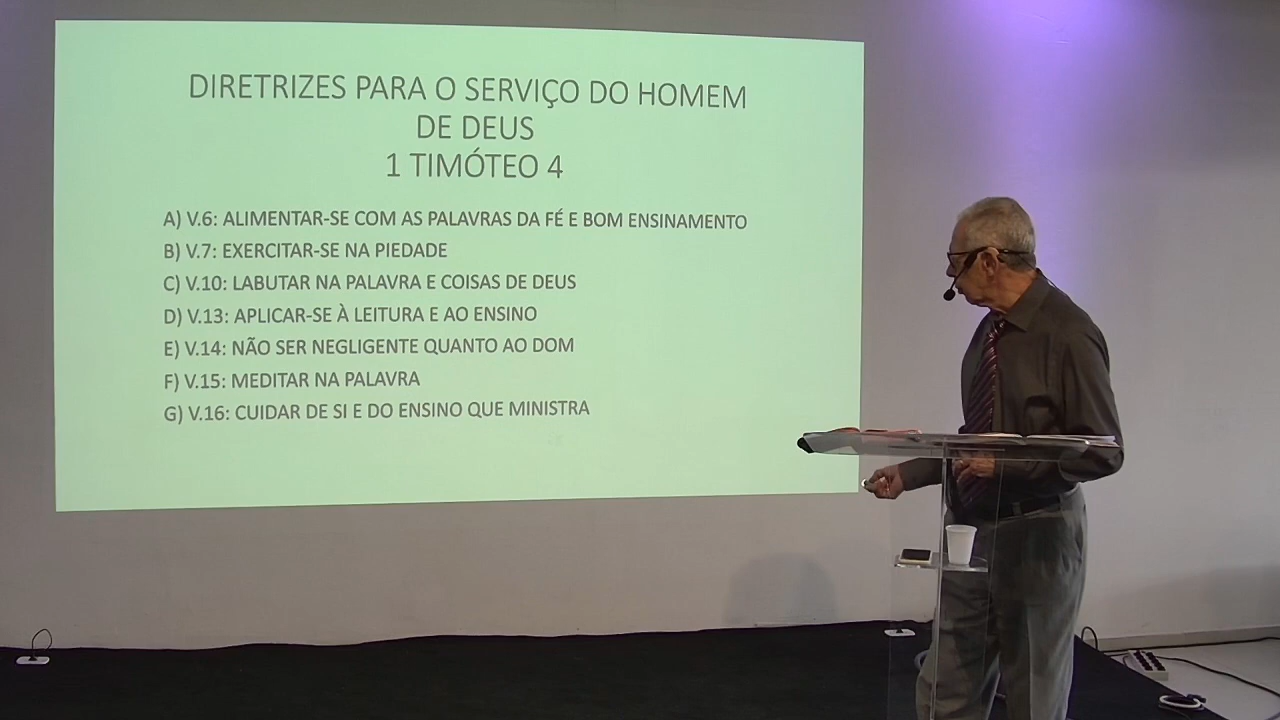 DIRETRIZES PARA O SERVIÇO DO HOMEM
DE DEUS
1 TIMÓTEO 4
A) V.6: ALIMENTAR-SE COM AS PALAVRAS DA FÉ E BOM ENSINAMENTO
B) V.7: EXERCITAR-SE NA PIEDADE
C) V.10: LABUTAR NA PALAVRA E COISAS DE DEUS
D) V.13: APLICAR-SE À LEITURA E AO ENSINO
E) V.14: NÃO SER NEGLIGENTE QUANTO AO DOM
F) V.15: MEDITAR NA PALAVRA
G) V.16: CUIDAR DE SI E DO ENSINO QUE MINISTRA